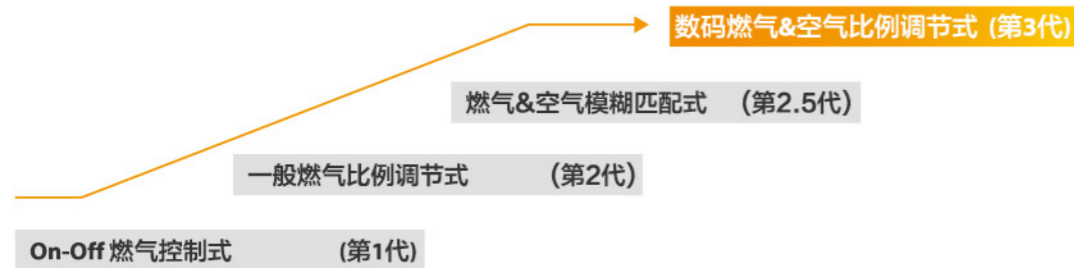 数码燃气&空气比例调节式 (第3代)
燃气&空气模糊匹配式 (第2.5代)
一般燃气比例调节式 (第2代)
On-Off 燃气控制式 (第1代)